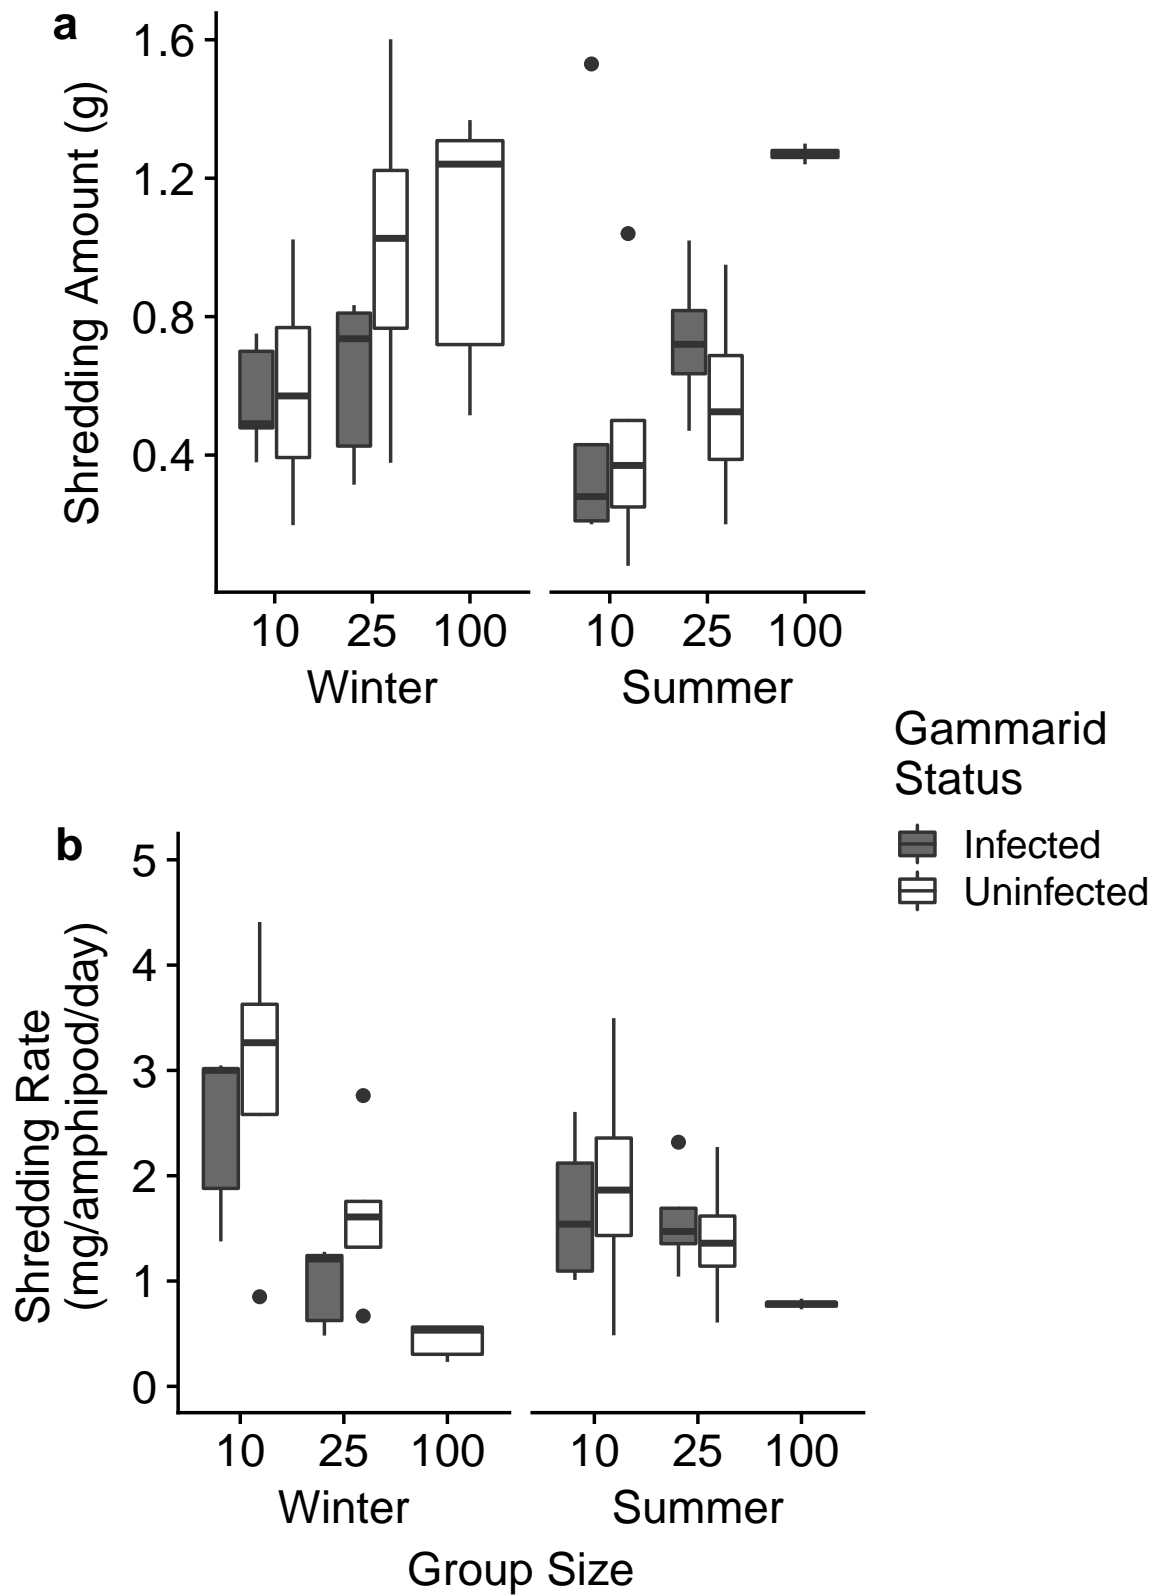 a
Shredding Amount (g)
1.6
1.2
0.8
0.4
10 25 100 10 25 100
Winter Summer
Gammarid
Status
Infected
Uninfected
b
Shredding Rate
(mg/amphipod/day)
5
4
3
2
1
0
10 25 100 10 25 100
Winter Summer
Group Size